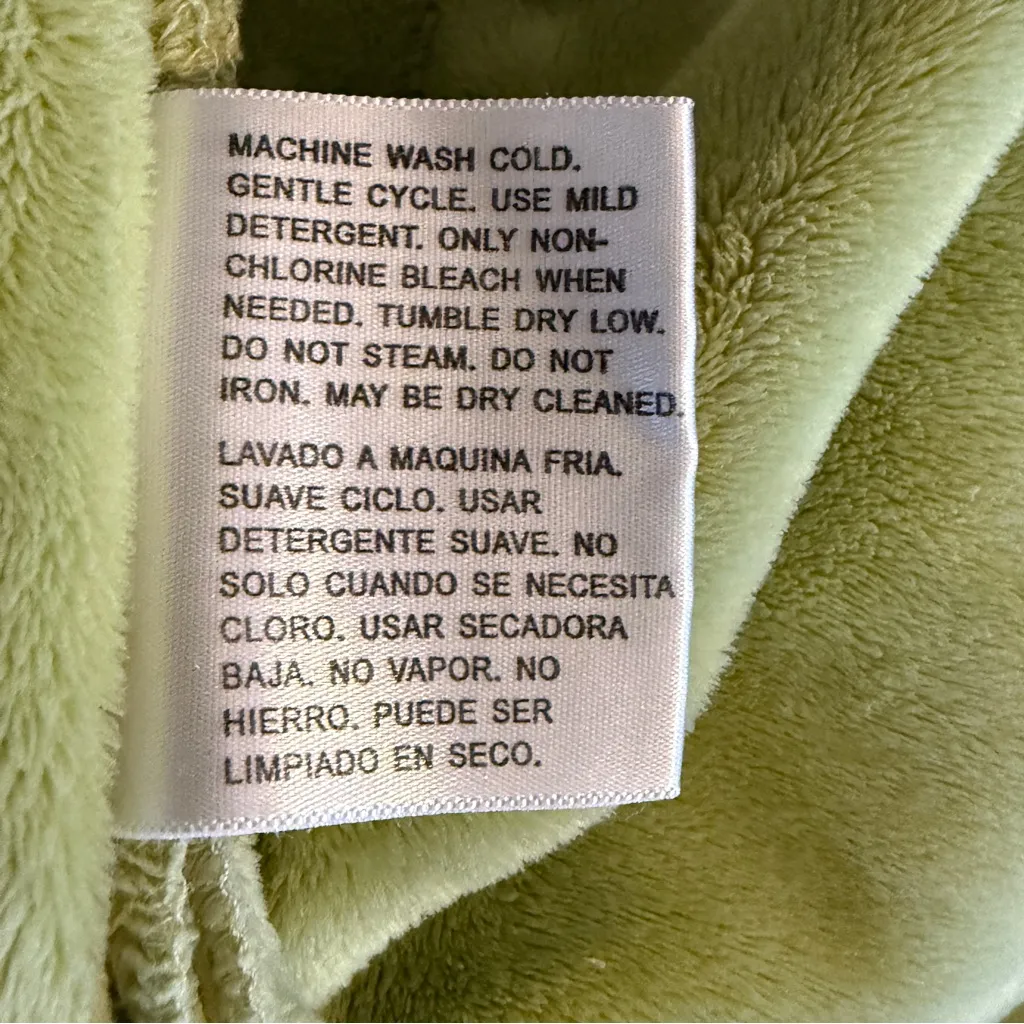 MACHINE WASH COLD.
GENTLE CYCLE. USE MILD
DETERGENT. ONLY NON-
CHLORINE BLEACH WHEN
NEEDED. TUMBLE DRY LOW.
DO NOT STEAM. DO NOT
IRON. MAY BE DRY CLEANED.
LAVADO A MAQUINA FRIA.
SUAVE CICLO. USAR
DETERGENTE SUAVE. NO
SOLO CUANDO SE NECESITA
CLORO. USAR SECADORA
BAJA. NO VAPOR. NO
HIERRO. PUEDE SER
LIMPIADO EN SECO.